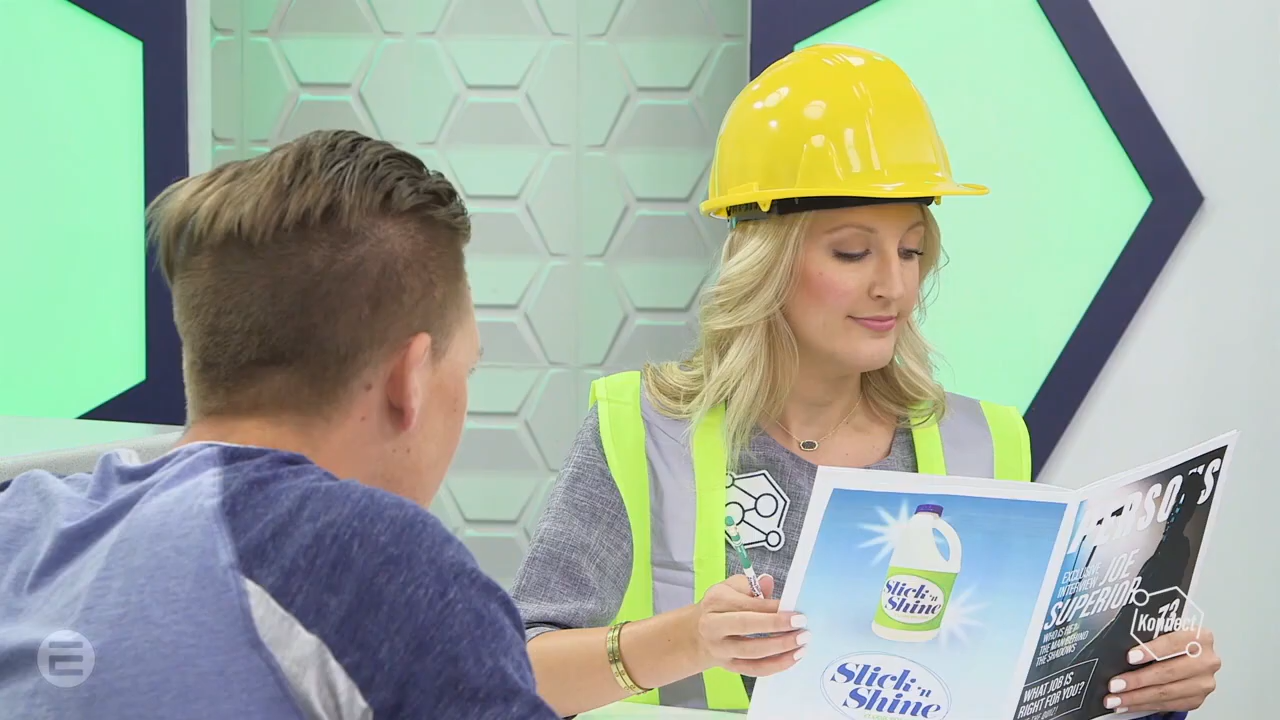 Slick 'n
Shine
Slick 'n
Shine
EXCLUSIVE
INTERVIEW JOE
SUPERIOR
WHO IS HE?
THE MAN BEHIND
THE SHADOWS
WHAT JOB IS
RIGHT FOR YOU?
Konnect